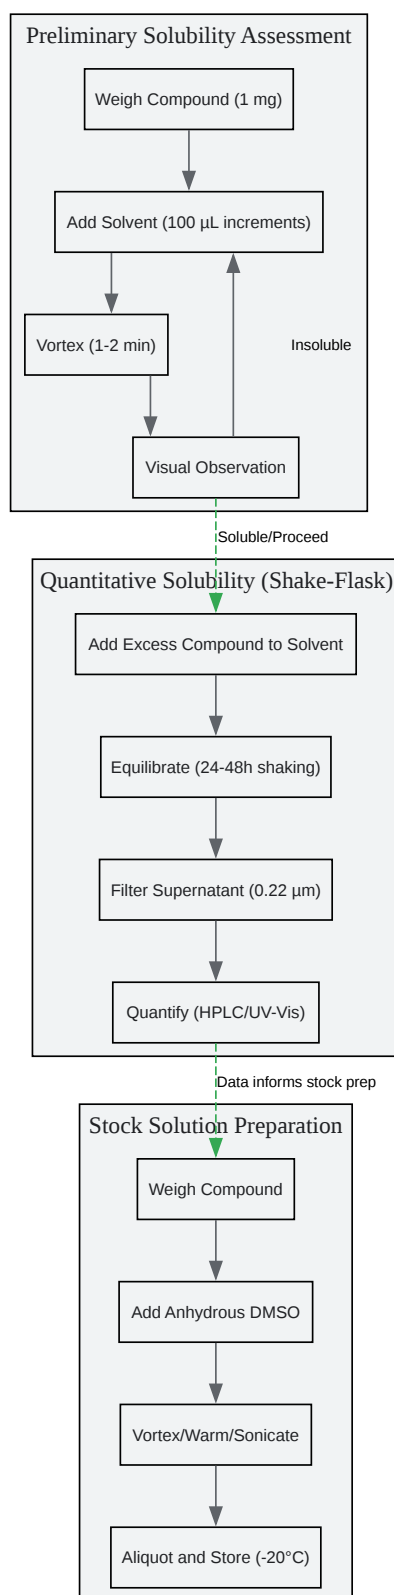 Preliminary Solubility Assessment
Weigh Compound (1 mg)
Add Solvent (100 µL increments)
Vortex (1-2 min)
Insoluble
Visual Observation
Soluble/Proceed
Quantitative Solubility (Shake-Flask)
Add Excess Compound to Solvent
Equilibrate (24-48h shaking)
Filter Supernatant (0.22 µm)
Quantify (HPLC/UV-Vis)
Data informs stock prep
Stock Solution Preparation
Weigh Compound
Add Anhydrous DMSO
Vortex/Warm/Sonicate
Aliquot and Store (-20°C)